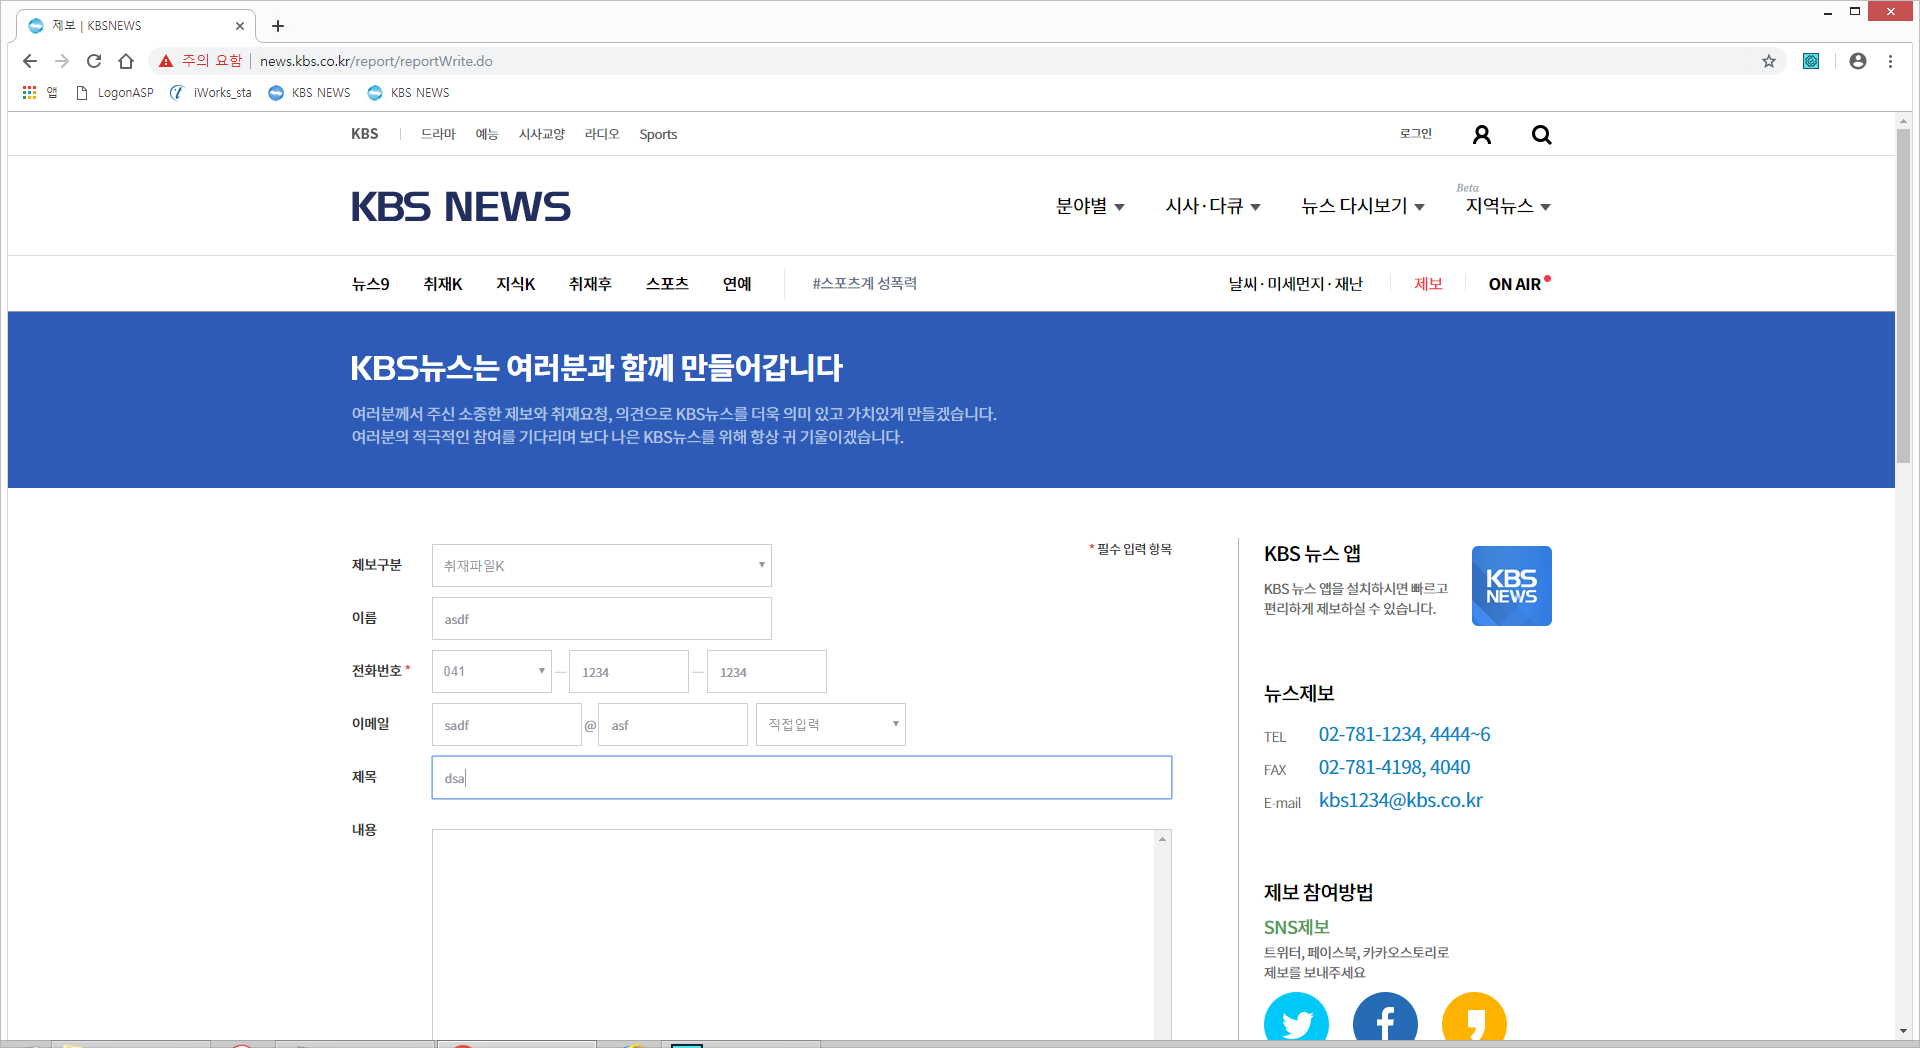 제보 | KBSNEWS
주의 요함 | news.kbs.co.kr/report/reportWrite.do
앱 LogonASP iWorks_sta KBS NEWS KBS NEWS
KBS 드라마 예능 시사교양 라디오 Sports 로그인
Beta
KBS NEWS 분야별 시사·다큐 뉴스 다시보기 지역뉴스
뉴스9 취재K 지식K 취재후 스포츠 연예 #스포츠계 성폭력 날씨·미세먼지·재난 제보 ON AIR
KBS뉴스는 여러분과 함께 만들어갑니다
여러분께서 주신 소중한 제보와 취재요청, 의견으로 KBS뉴스를 더욱 의미 있고 가치있게 만들겠습니다.
여러분의 적극적인 참여를 기다리며 보다 나은 KBS뉴스를 위해 항상 귀 기울이겠습니다.
* 필수 입력 항목
제보구분 취재파일K
이름 asdf
전화번호 * 041 — 1234 — 1234
이메일 sadf @ asf 직접입력
제목 dsa
내용
KBS 뉴스 앱
KBS 뉴스 앱을 설치하시면 빠르고
편리하게 제보하실 수 있습니다.
KBS
NEWS
뉴스제보
TEL 02-781-1234, 4444~6
FAX 02-781-4198, 4040
E-mail kbs1234@kbs.co.kr
제보 참여방법
SNS제보
트위터, 페이스북, 카카오스토리로
제보를 보내주세요